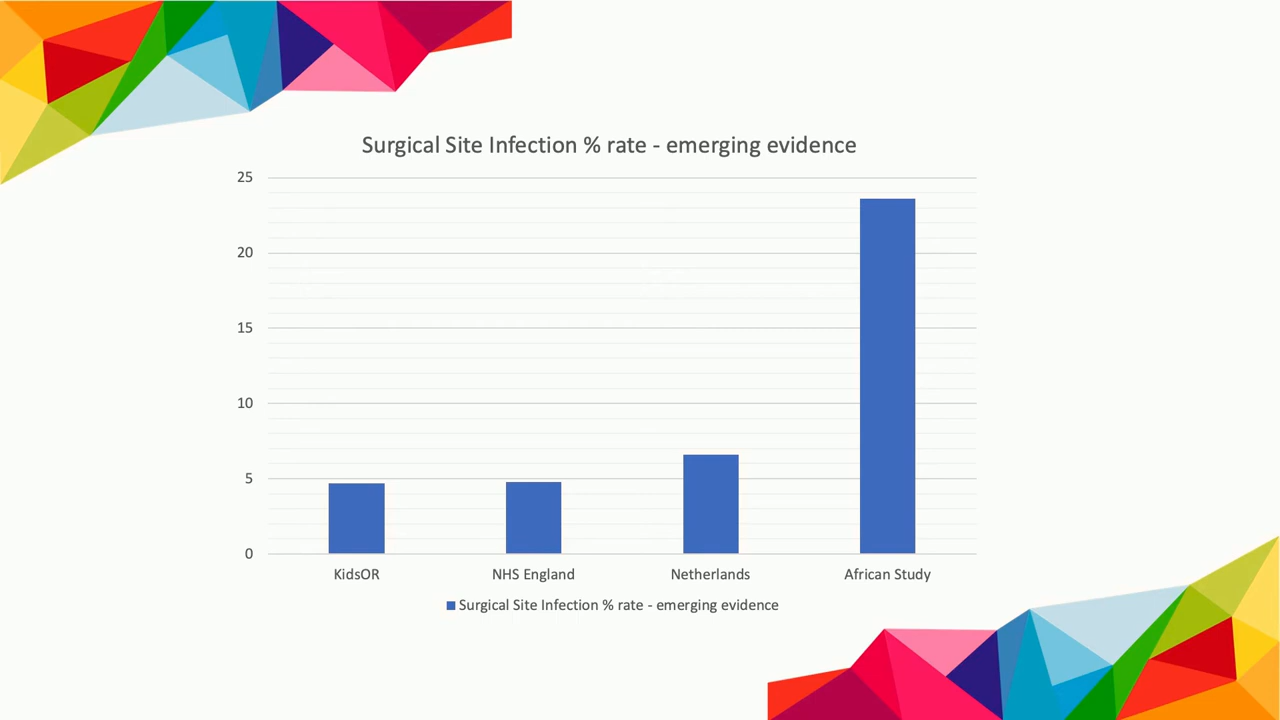 Surgical Site Infection % rate - emerging evidence
25
20
15
10
5
0
KidsOR NHS England Netherlands African Study
Surgical Site Infection % rate - emerging evidence